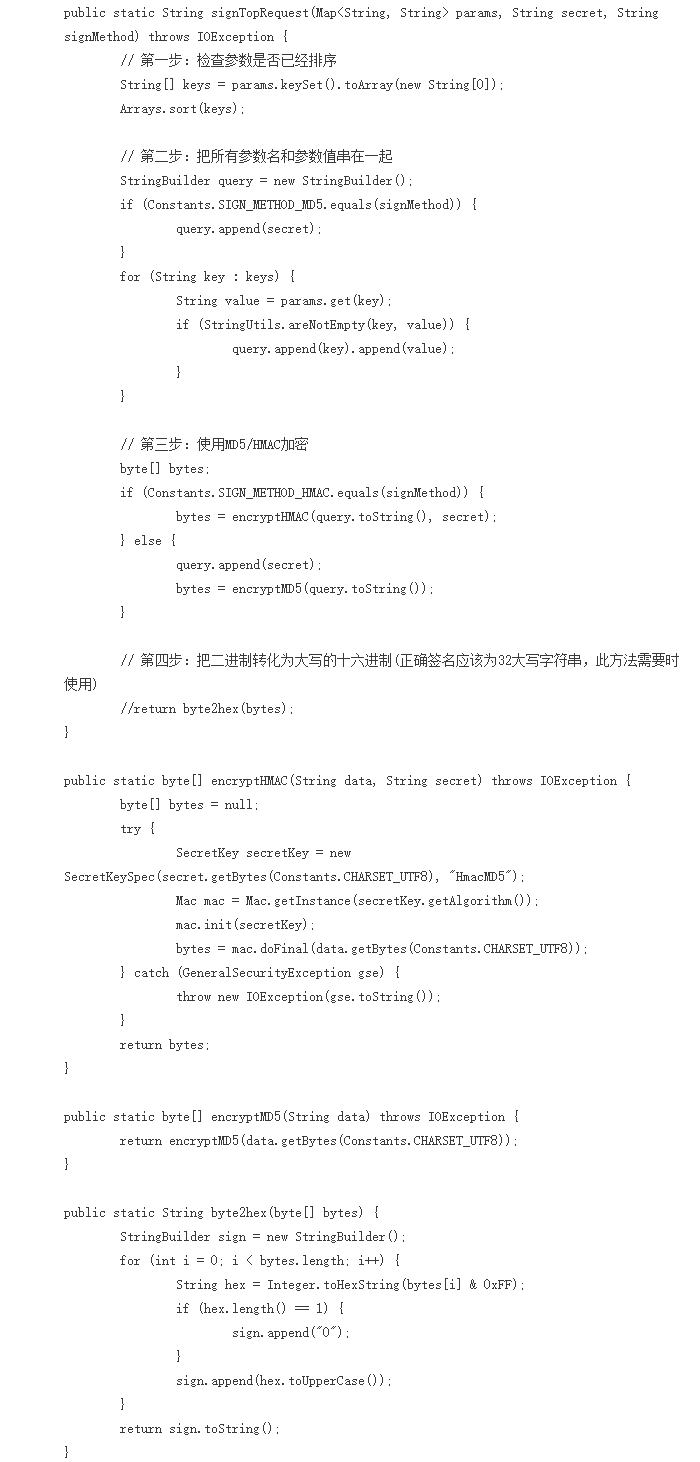 public static String signTopRequest(Map<String, String> params, String secret, String
signMethod) throws IOException {
// 第一步：检查参数是否已经排序
String[] keys = params.keySet().toArray(new String[0]);
Arrays.sort(keys);
// 第二步：把所有参数名和参数值串在一起
StringBuilder query = new StringBuilder();
if (Constants.SIGN_METHOD_MD5.equals(signMethod)) {
query.append(secret);
}
for (String key : keys) {
String value = params.get(key);
if (StringUtils.areNotEmpty(key, value)) {
query.append(key).append(value);
}
}
// 第三步：使用MD5/HMAC加密
byte[] bytes;
if (Constants.SIGN_METHOD_HMAC.equals(signMethod)) {
bytes = encryptHMAC(query.toString(), secret);
} else {
query.append(secret);
bytes = encryptMD5(query.toString());
}
// 第四步：把二进制转化为大写的十六进制(正确签名应该为32大写字符串，此方法需要时
使用)
//return byte2hex(bytes);
}
public static byte[] encryptHMAC(String data, String secret) throws IOException {
byte[] bytes = null;
try {
SecretKey secretKey = new
SecretKeySpec(secret.getBytes(Constants.CHARSET_UTF8), "HmacMD5");
Mac mac = Mac.getInstance(secretKey.getAlgorithm());
mac.init(secretKey);
bytes = mac.doFinal(data.getBytes(Constants.CHARSET_UTF8));
} catch (GeneralSecurityException gse) {
throw new IOException(gse.toString());
}
return bytes;
}
public static byte[] encryptMD5(String data) throws IOException {
return encryptMD5(data.getBytes(Constants.CHARSET_UTF8));
}
public static String byte2hex(byte[] bytes) {
StringBuilder sign = new StringBuilder();
for (int i = 0; i < bytes.length; i++) {
String hex = Integer.toHexString(bytes[i] & 0xFF);
if (hex.length() == 1) {
sign.append("0");
}
sign.append(hex.toUpperCase());
}
return sign.toString();
}